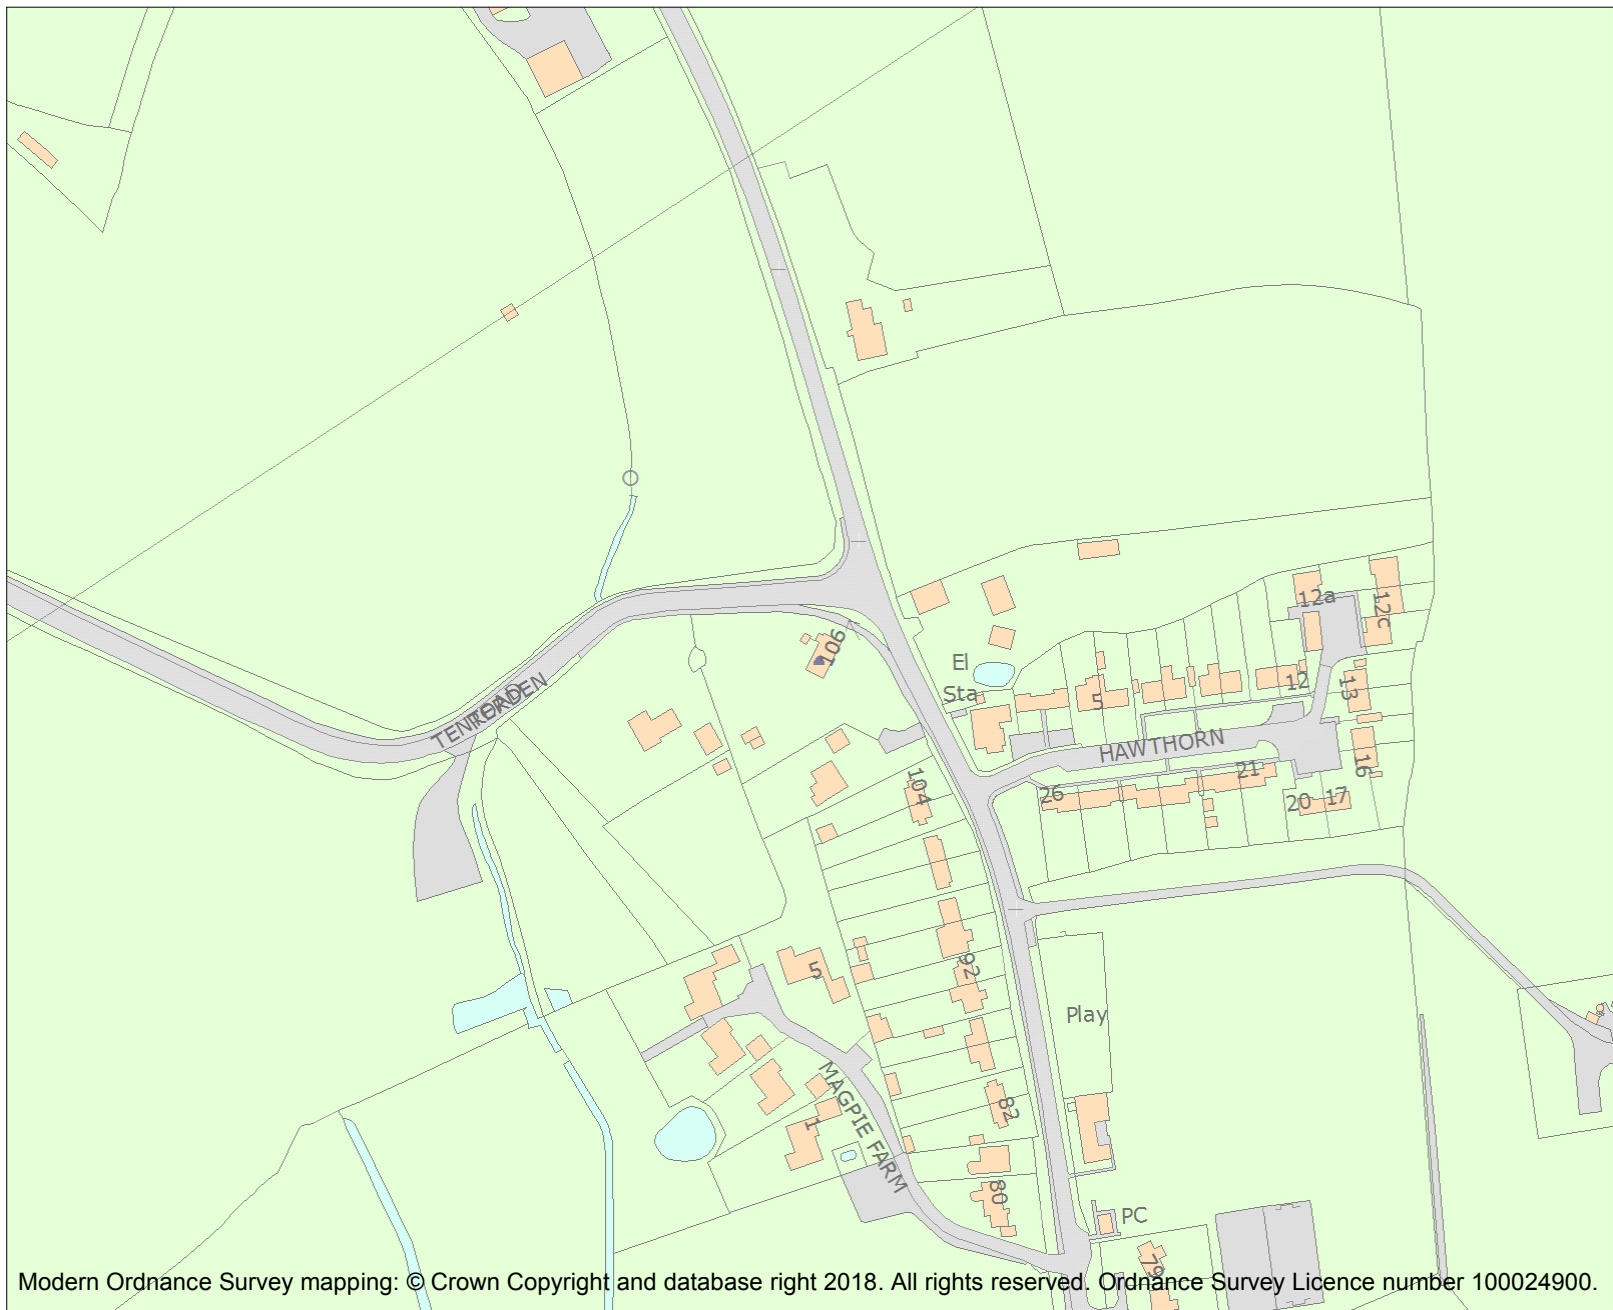 12a
12c
106
El
Sta
5
12
13
TENTERDEN
ROAD
HAWTHORN
16
104
26
21
20
17
92
5
Play
MAGPIE FARM
1
82
80
PC
79
Modern Ordnance Survey mapping: © Crown Copyright and database right 2018. All rights reserved. Ordnance Survey Licence number 100024900.